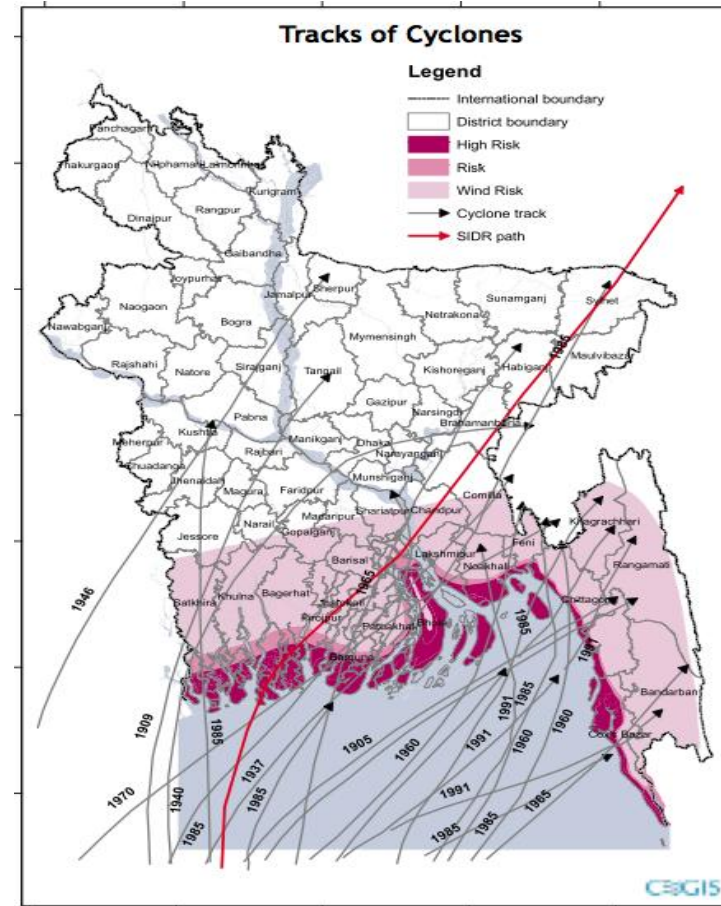 Tracks of Cyclones
Legend
International boundary
District boundary
High Risk
Risk
Wind Risk
Cyclone track
SIDR path
Panchagarh
Thakurgaon
Nilphamari
Lalmonirhat
Kurigram
Rangpur
Dinajpur
Gaibandha
Joypurhat
Sherpur
Jamalpur
Naogaon
Bogra
Netrakona
Sunamganj
Sylhet
Mymensingh
1985
Nawabganj
Maulvibazar
Rajshahi
Natore
Sirajganj
Tangail
Kishoreganj
Habiganj
Gazipur
Narsingdi
Pabna
Brahamanbaria
Kushtia
Manikganj
Dhaka
Meherpur
Rajbari
Narayanganj
Chuadanga
Jhenaidah
Munshiganj
Magura
Faridpur
Comilla
Shariatpur
Chandpur
Narail
Madaripur
Khagrachhari
Jessore
Gopalganj
Feni
Barisal
Lakshmipur
Noakhali
Rangamati
1965
Khulna
Bagerhat
Satkhira
Chittagong
1946
Pirojpur
Patuakhali
Bhola
1985
1991
Barguna
Bandarban
1991
1985
1909
1985
1905
1960
1991
1960
1960
Cox's Bazar
1937
1970
1940
1985
1991
1965
1985
1985
1985
CEGIS